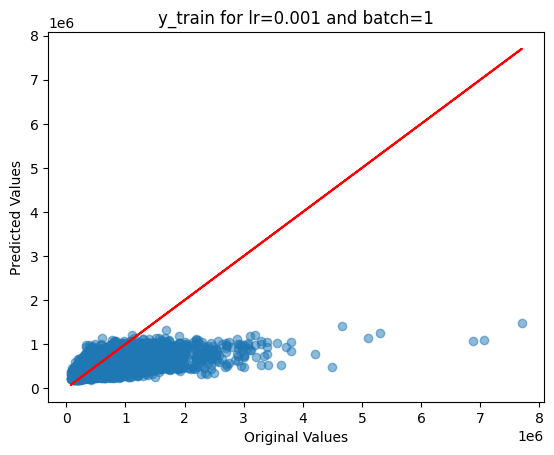 y_train for lr=0.001 and batch=1
1e6
8
7
6
5
4
3
2
1
0
Predicted Values
0 1 2 3 4 5 6 7 8
1e6
Original Values